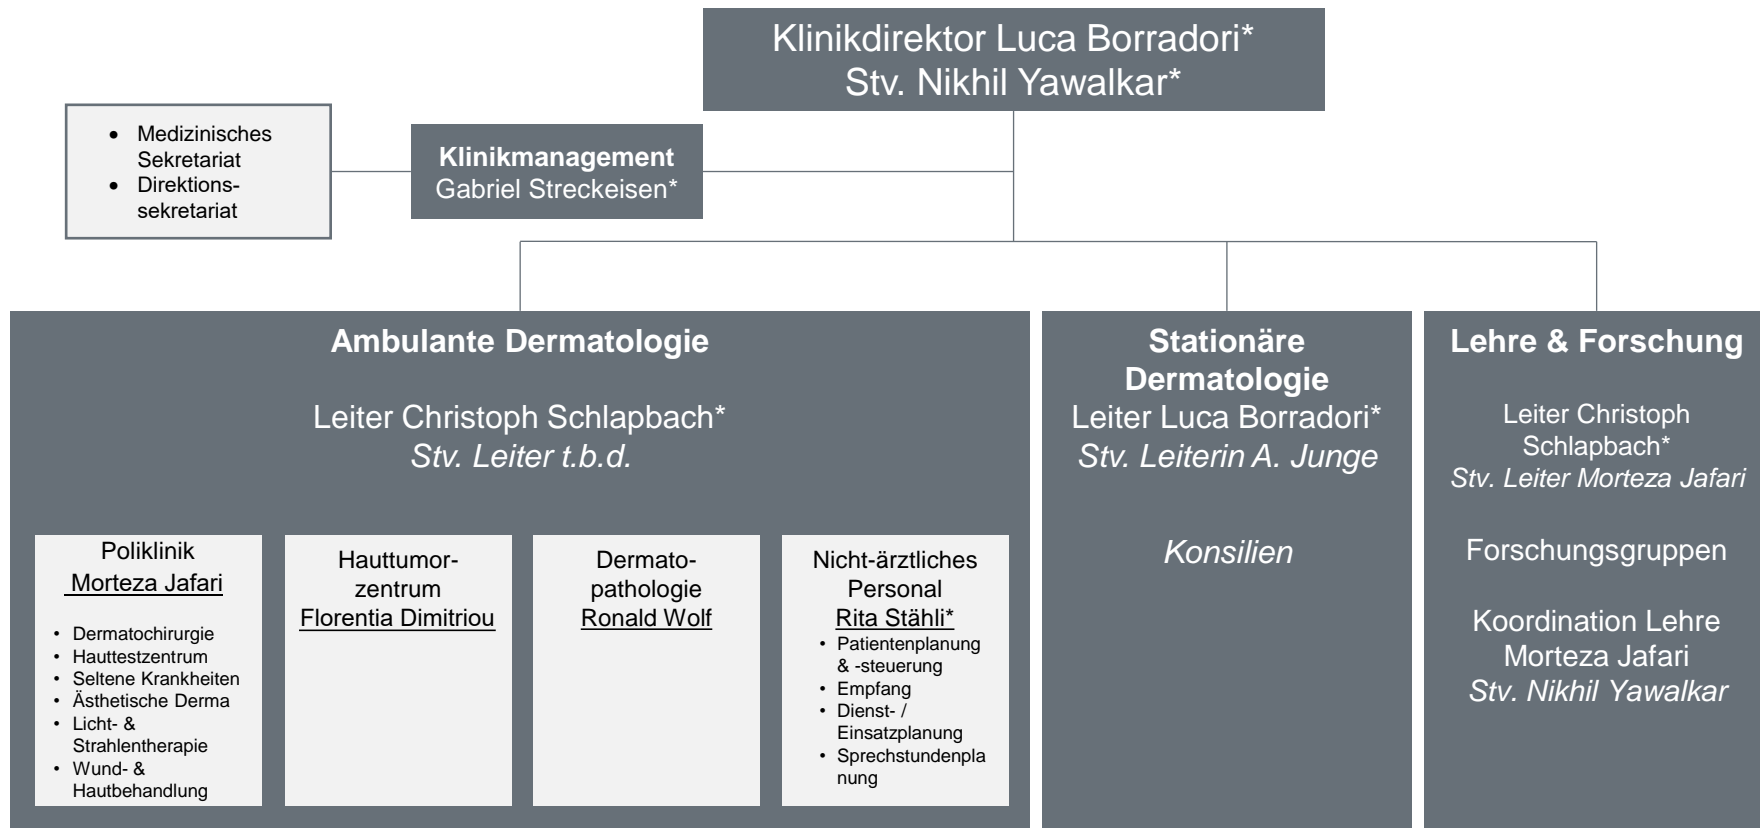 Klinikdirektor Luca Borradori*
Stv. Nikhil Yawalkar*
• Medizinisches
Sekretariat
• Direktions-
sekretariat
Klinikmanagement
Gabriel Streckeisen*
Ambulante Dermatologie
Leiter Christoph Schlapbach*
Stv. Leiter t.b.d.
Poliklinik
Morteza Jafari
• Dermatochirurgie
• Hauttestzentrum
• Seltene Krankheiten
• Ästhetische Derma
• Licht- &
Strahlentherapie
• Wund- &
Hautbehandlung
Hauttumor-
zentrum
Florentia Dimitriou
Dermato-
pathologie
Ronald Wolf
Nicht-ärztliches
Personal
Rita Stähli*
• Patientenplanung
& -steuerung
• Empfang
• Dienst- /
Einsatzplanung
• Sprechstundenpla
nung
Stationäre
Dermatologie
Leiter Luca Borradori*
Stv. Leiterin A. Junge
Konsilien
Lehre & Forschung
Leiter Christoph
Schlapbach*
Stv. Leiter Morteza Jafari
Forschungsgruppen
Koordination Lehre
Morteza Jafari
Stv. Nikhil Yawalkar